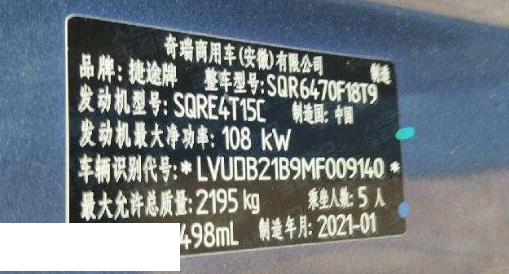 奇瑞商用车(安徽)有限公司 制造
品牌: 捷途牌 整车型号: SQR6470F18T9
发动机型号: SQRE4T15C 制造国: 中国
发动机最大净功率: 108 kW
车辆识别代号: *LVUDB21B9MF009140*
最大允许总质量: 2195 kg 乘坐人数: 5 人
498mL 制造年月: 2021-01